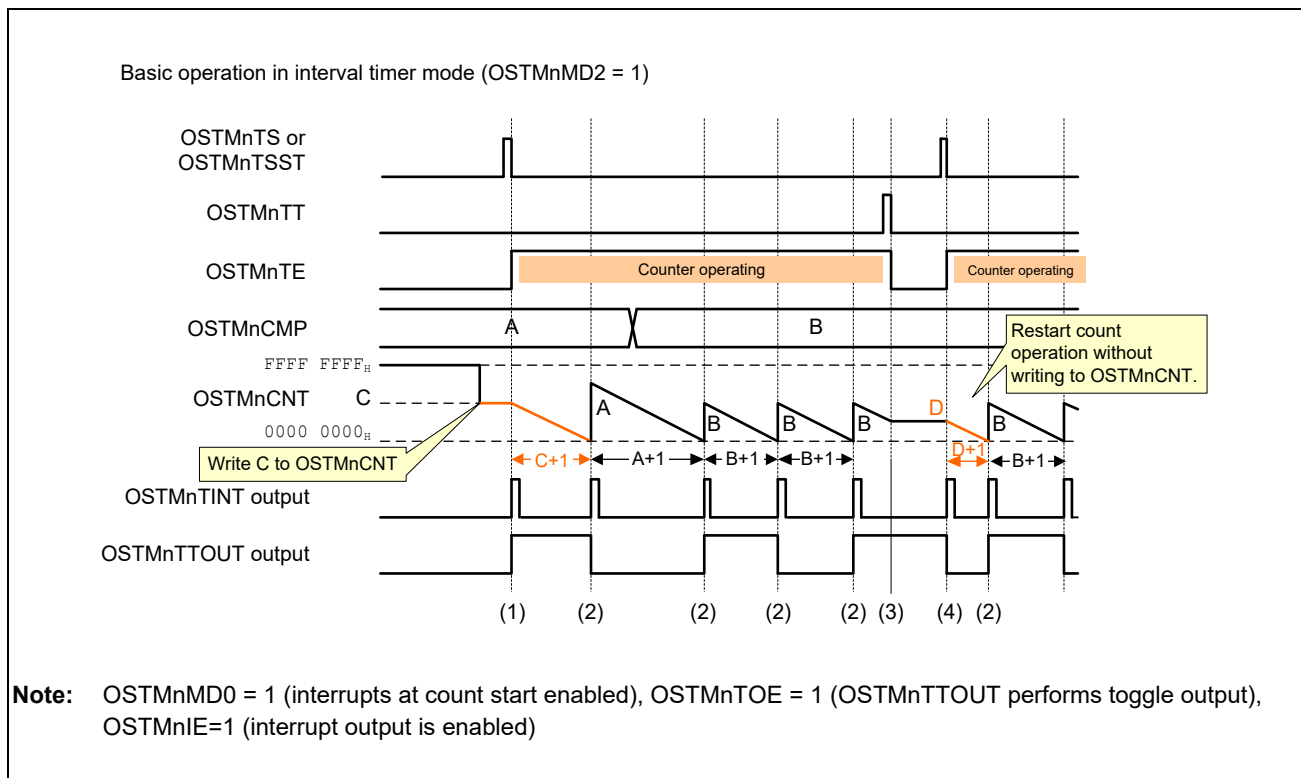 Basic operation in interval timer mode (OSTMnMD2 = 1)
OSTMnTS or
OSTMnTSST
OSTMnTT
OSTMnTE
Counter operating
Counter operating
OSTMnCMP
A
B
Restart count
operation without
writing to OSTMnCNT.
FFFF FFFFH
OSTMnCNT C
A
B
B
B
D
B
0000 0000H
Write C to OSTMnCNT
C+1
A+1
B+1
B+1
D+1
B+1
OSTMnTINT output
OSTMnTTOUT output
(1) (2) (2) (2) (2) (3) (4) (2)
Note: OSTMnMD0 = 1 (interrupts at count start enabled), OSTMnTOE = 1 (OSTMnTTOUT performs toggle output),
OSTMnIE=1 (interrupt output is enabled)